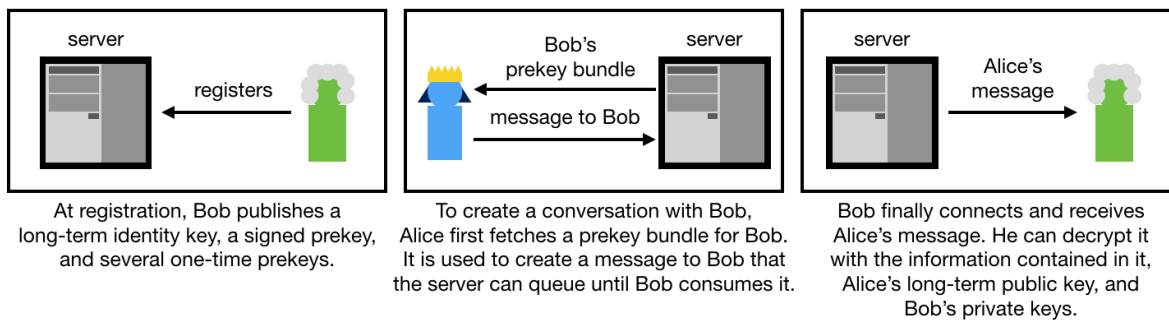 server
registers
At registration, Bob publishes a
long-term identity key, a signed prekey,
and several one-time prekeys.
Bob’s
prekey bundle
server
message to Bob
To create a conversation with Bob,
Alice first fetches a prekey bundle for Bob.
It is used to create a message to Bob that
the server can queue until Bob consumes it.
server
Alice’s
message
Bob finally connects and receives
Alice’s message. He can decrypt it
with the information contained in it,
Alice’s long-term public key, and
Bob’s private keys.